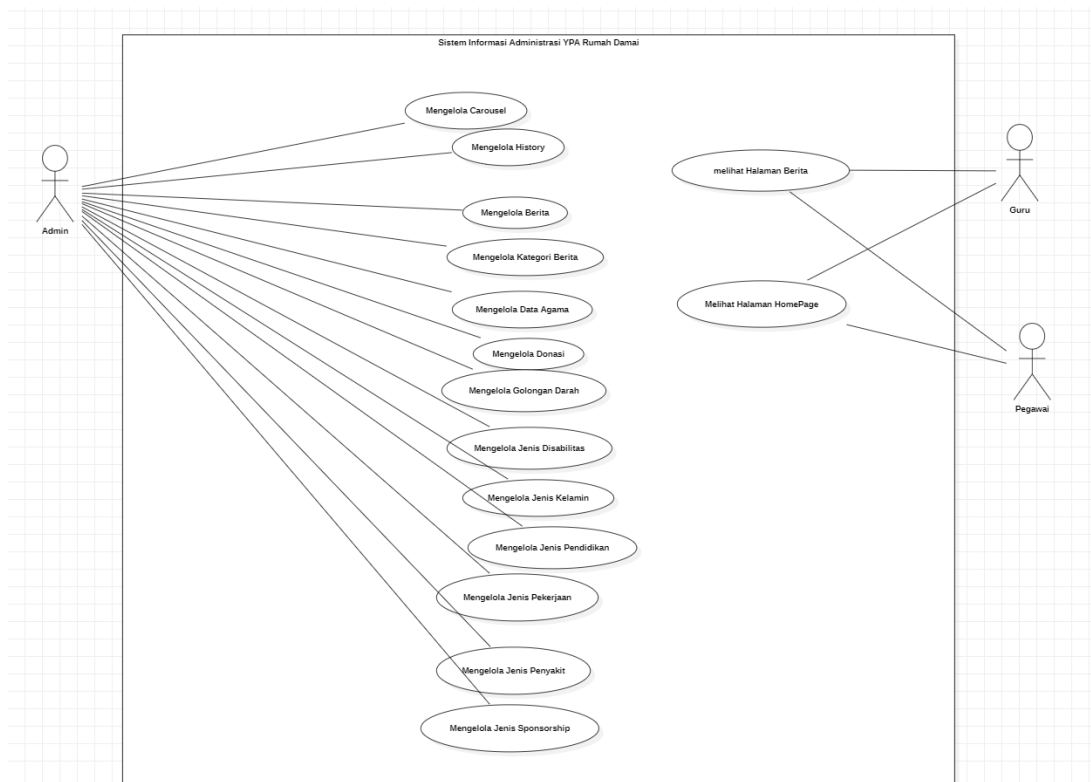 Sistem Informasi Administrasi YPA Rumah Damai
Mengelola Carousel
Mengelola History
Mengelola Berita
Mengelola Kategori Berita
Mengelola Data Agama
Mengelola Donasi
Mengelola Golongan Darah
Mengelola Jenis Disabilitas
Mengelola Jenis Kelamin
Mengelola Jenis Pendidikan
Mengelola Jenis Pekerjaan
Mengelola Jenis Penyakit
Mengelola Jenis Sponsorship
Admin
melihat Halaman Berita
Melihat Halaman HomePage
Guru
Pegawai